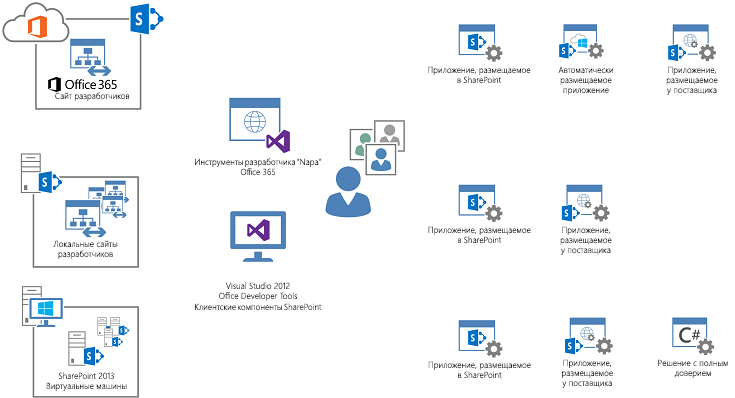 Office 365
Сайт разработчиков
Приложение, размещаемое
в SharePoint
Автоматически
размещаемое
приложение
Приложение,
размещаемое
у поставщика
Инструменты разработчика "Napa"
Office 365
Локальные сайты
разработчиков
Приложение, размещаемое
в SharePoint
Приложение,
размещаемое
у поставщика
Visual Studio 2012
Office Developer Tools
Клиентские компоненты SharePoint
SharePoint 2013
Виртуальные машины
Приложение, размещаемое
в SharePoint
Приложение,
размещаемое
у поставщика
C#
Решение с полным
доверием